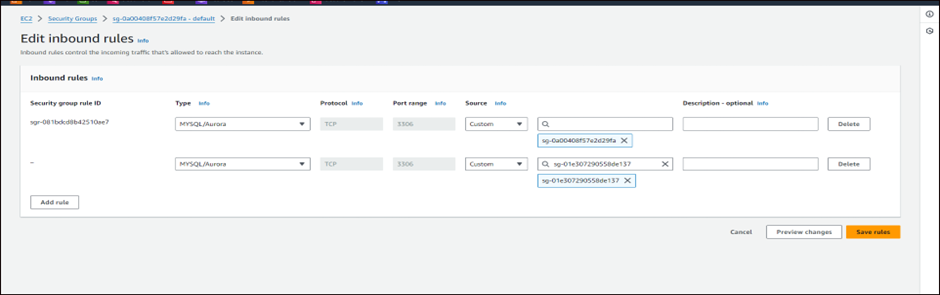 EC2 > Security Groups > sg-0a00408f57e2d29fa - default > Edit inbound rules
Edit inbound rules Info
Inbound rules control the incoming traffic that's allowed to reach the instance.
Inbound rules Info
Security group rule ID Type Info Protocol Info Port range Info Source Info Description - optional Info
sgr-081bdcd8b42510ae7 MYSQL/Aurora TCP 3306 Custom Delete
sg-0a00408f57e2d29fa X
- MYSQL/Aurora TCP 3306 Custom sg-01e307290558de137 X Delete
sg-01e307290558de137 X
Add rule
Cancel Preview changes Save rules